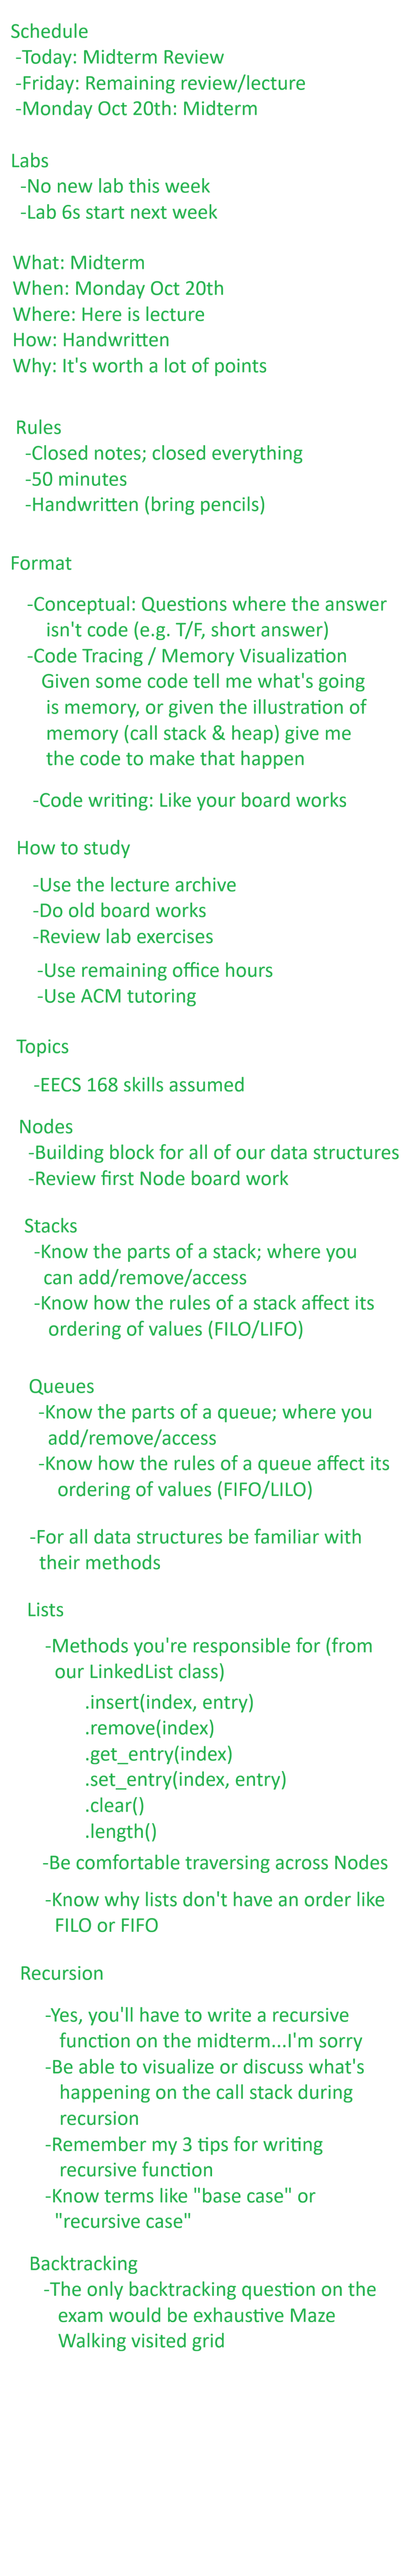 Schedule
-Today: Midterm Review
-Friday: Remaining review/lecture
-Monday Oct 20th: Midterm
Labs
-No new lab this week
-Lab 6s start next week
What: Midterm
When: Monday Oct 20th
Where: Here is lecture
How: Handwritten
Why: It's worth a lot of points
Rules
-Closed notes; closed everything
-50 minutes
-Handwritten (bring pencils)
Format
-Conceptual: Questions where the answer
isn't code (e.g. T/F, short answer)
-Code Tracing / Memory Visualization
Given some code tell me what's going
is memory, or given the illustration of
memory (call stack & heap) give me
the code to make that happen
-Code writing: Like your board works
How to study
-Use the lecture archive
-Do old board works
-Review lab exercises
-Use remaining office hours
-Use ACM tutoring
Topics
-EECS 168 skills assumed
Nodes
-Building block for all of our data structures
-Review first Node board work
Stacks
-Know the parts of a stack; where you
can add/remove/access
-Know how the rules of a stack affect its
ordering of values (FILO/LIFO)
Queues
-Know the parts of a queue; where you
add/remove/access
-Know how the rules of a queue affect its
ordering of values (FIFO/LILO)
-For all data structures be familiar with
their methods
Lists
-Methods you're responsible for (from
our LinkedList class)
.insert(index, entry)
.remove(index)
.get_entry(index)
.set_entry(index, entry)
.clear()
.length()
-Be comfortable traversing across Nodes
-Know why lists don't have an order like
FILO or FIFO
Recursion
-Yes, you'll have to write a recursive
function on the midterm...I'm sorry
-Be able to visualize or discuss what's
happening on the call stack during
recursion
-Remember my 3 tips for writing
recursive function
-Know terms like "base case" or
"recursive case"
Backtracking
-The only backtracking question on the
exam would be exhaustive Maze
Walking visited grid